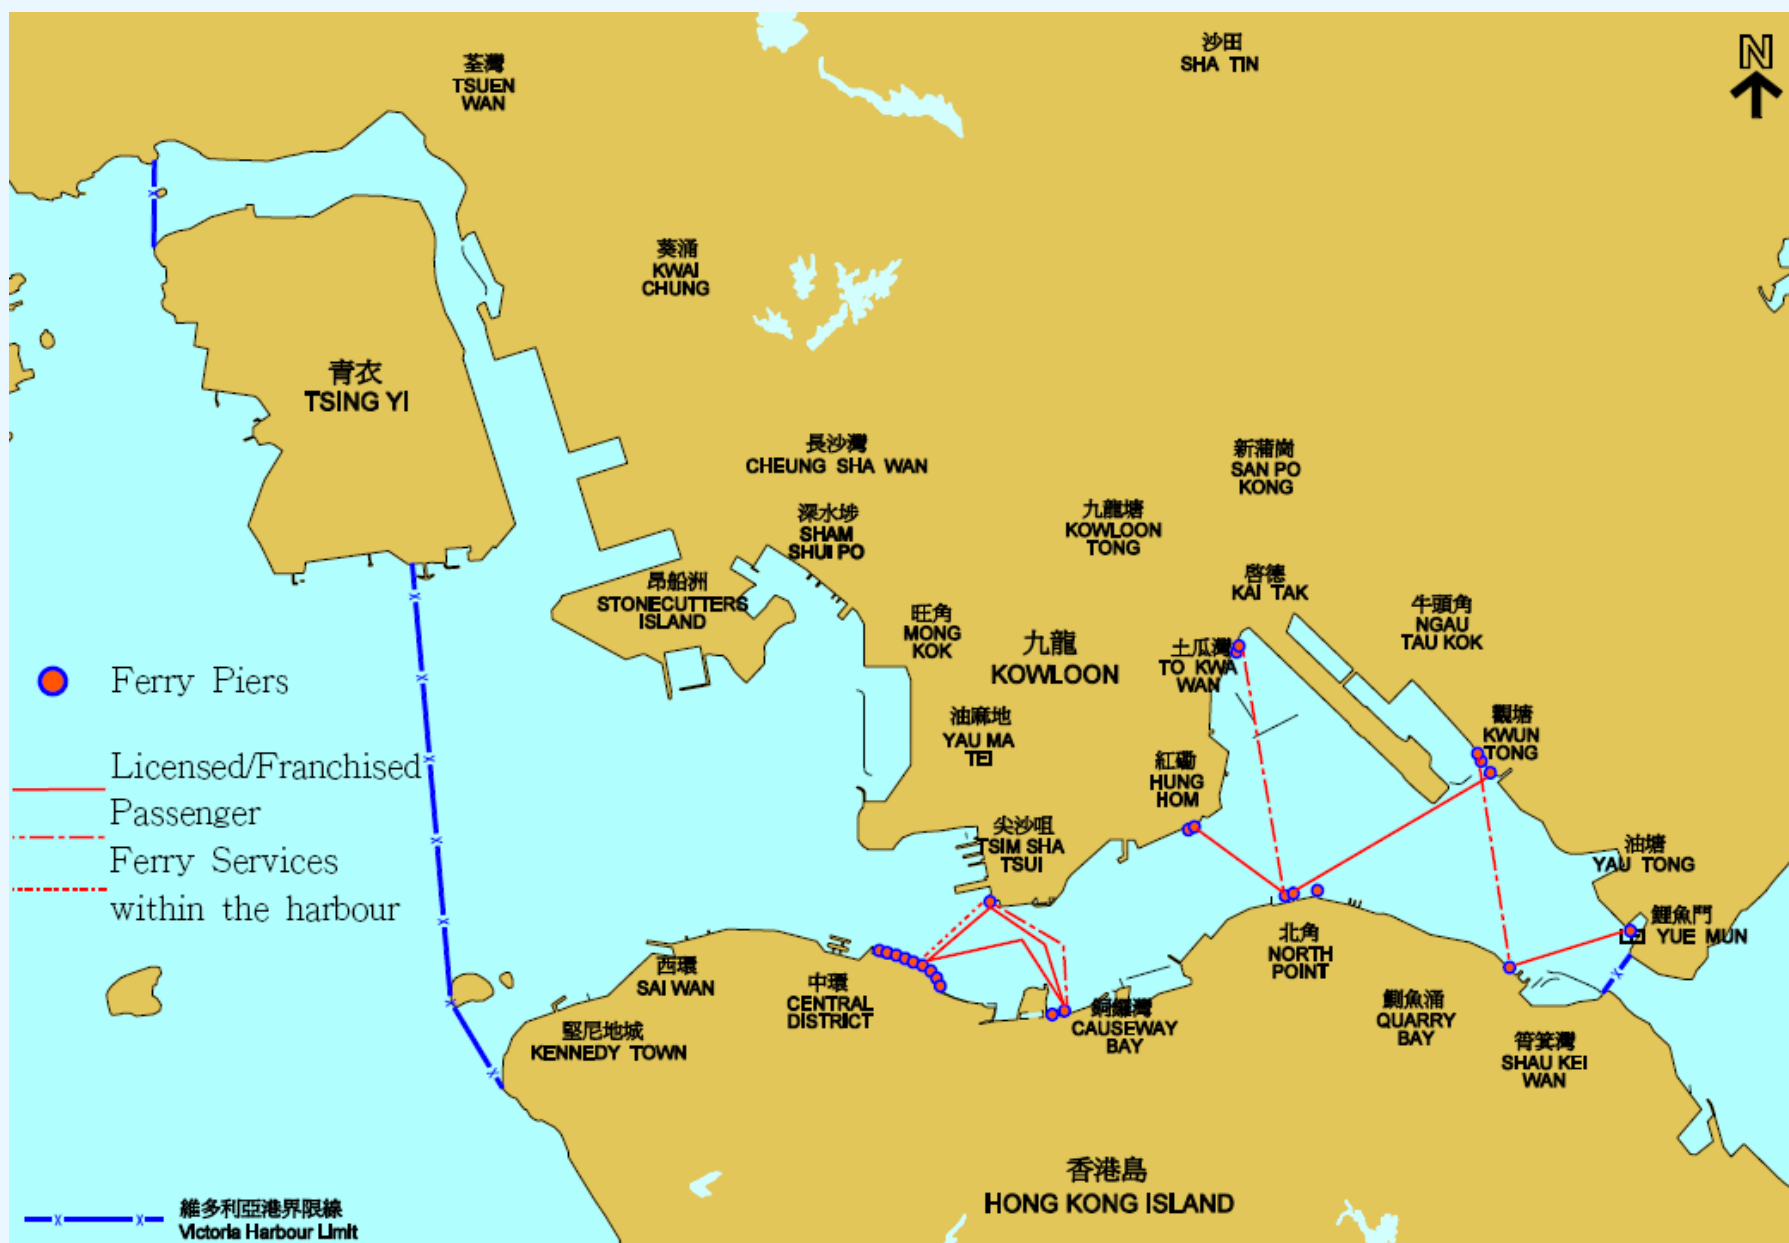 沙田
SHA TIN
N
荃灣
TSUEN
WAN
葵涌
KWAI
CHUNG
青衣
TSING YI
長沙灣
CHEUNG SHA WAN
新蒲崗
SAN PO
KONG
深水埗
SHAM
SHUI PO
九龍塘
KOWLOON
TONG
昂船洲
STONECUTTERS
ISLAND
啓德
KAI TAK
旺角
MONG
KOK
九龍
KOWLOON
土瓜灣
TO KWA
WAN
牛頭角
NGAU
TAU KOK
Ferry Piers
油麻地
YAU MA
TEI
紅磡
HUNG
HOM
觀塘
KWUN
TONG
Licensed/Franchised
Passenger
Ferry Services
within the harbour
尖沙咀
TSIM SHA
TSUI
油塘
YAU TONG
鯉魚門
YUE MUN
西環
SAI WAN
中環
CENTRAL
DISTRICT
北角
NORTH
POINT
堅尼地城
KENNEDY TOWN
銅鑼灣
CAUSEWAY
BAY
鰂魚涌
QUARRY
BAY
筲箕灣
SHAU KEI
WAN
香港島
HONG KONG ISLAND
維多利亞港界限線
Victoria Harbour Limit